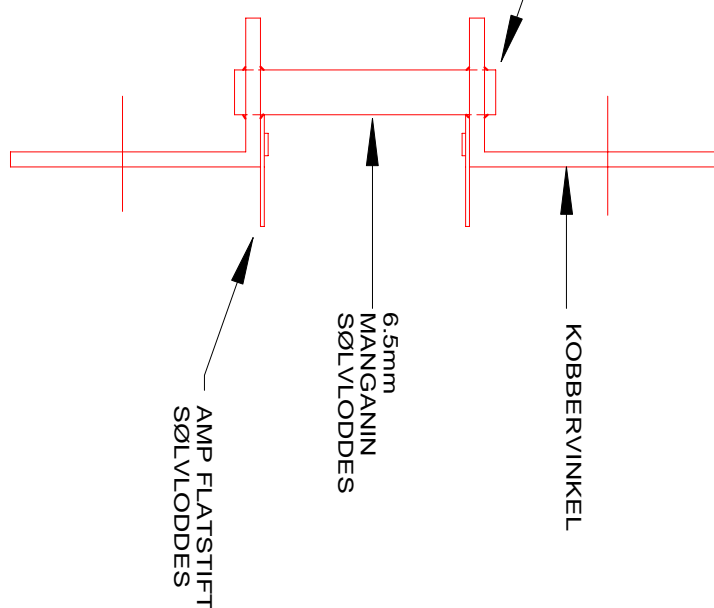 6.5mm
MANGANIN
SØLVLODDES
KOBBERVINKEL
AMP FLATSTIFT
SØLVLODDES